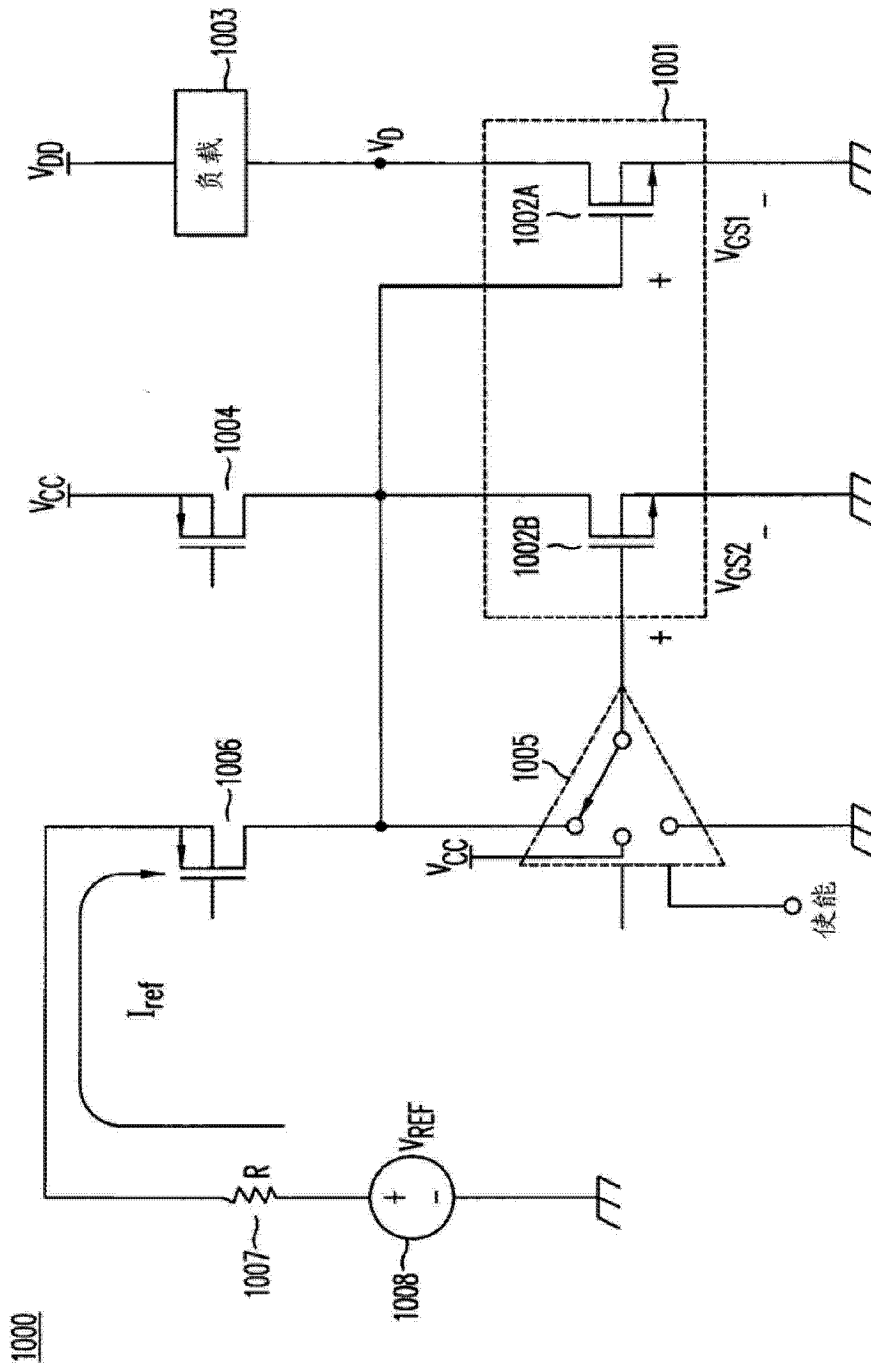 1000
V_DD
负载
1003
V_D
V_CC
1004
1006
I_ref
R
1007
V_REF
+
-
1008
1005
V_CC
使能
1001
1002A
1002B
+
V_GS1
-
+
V_GS2
-